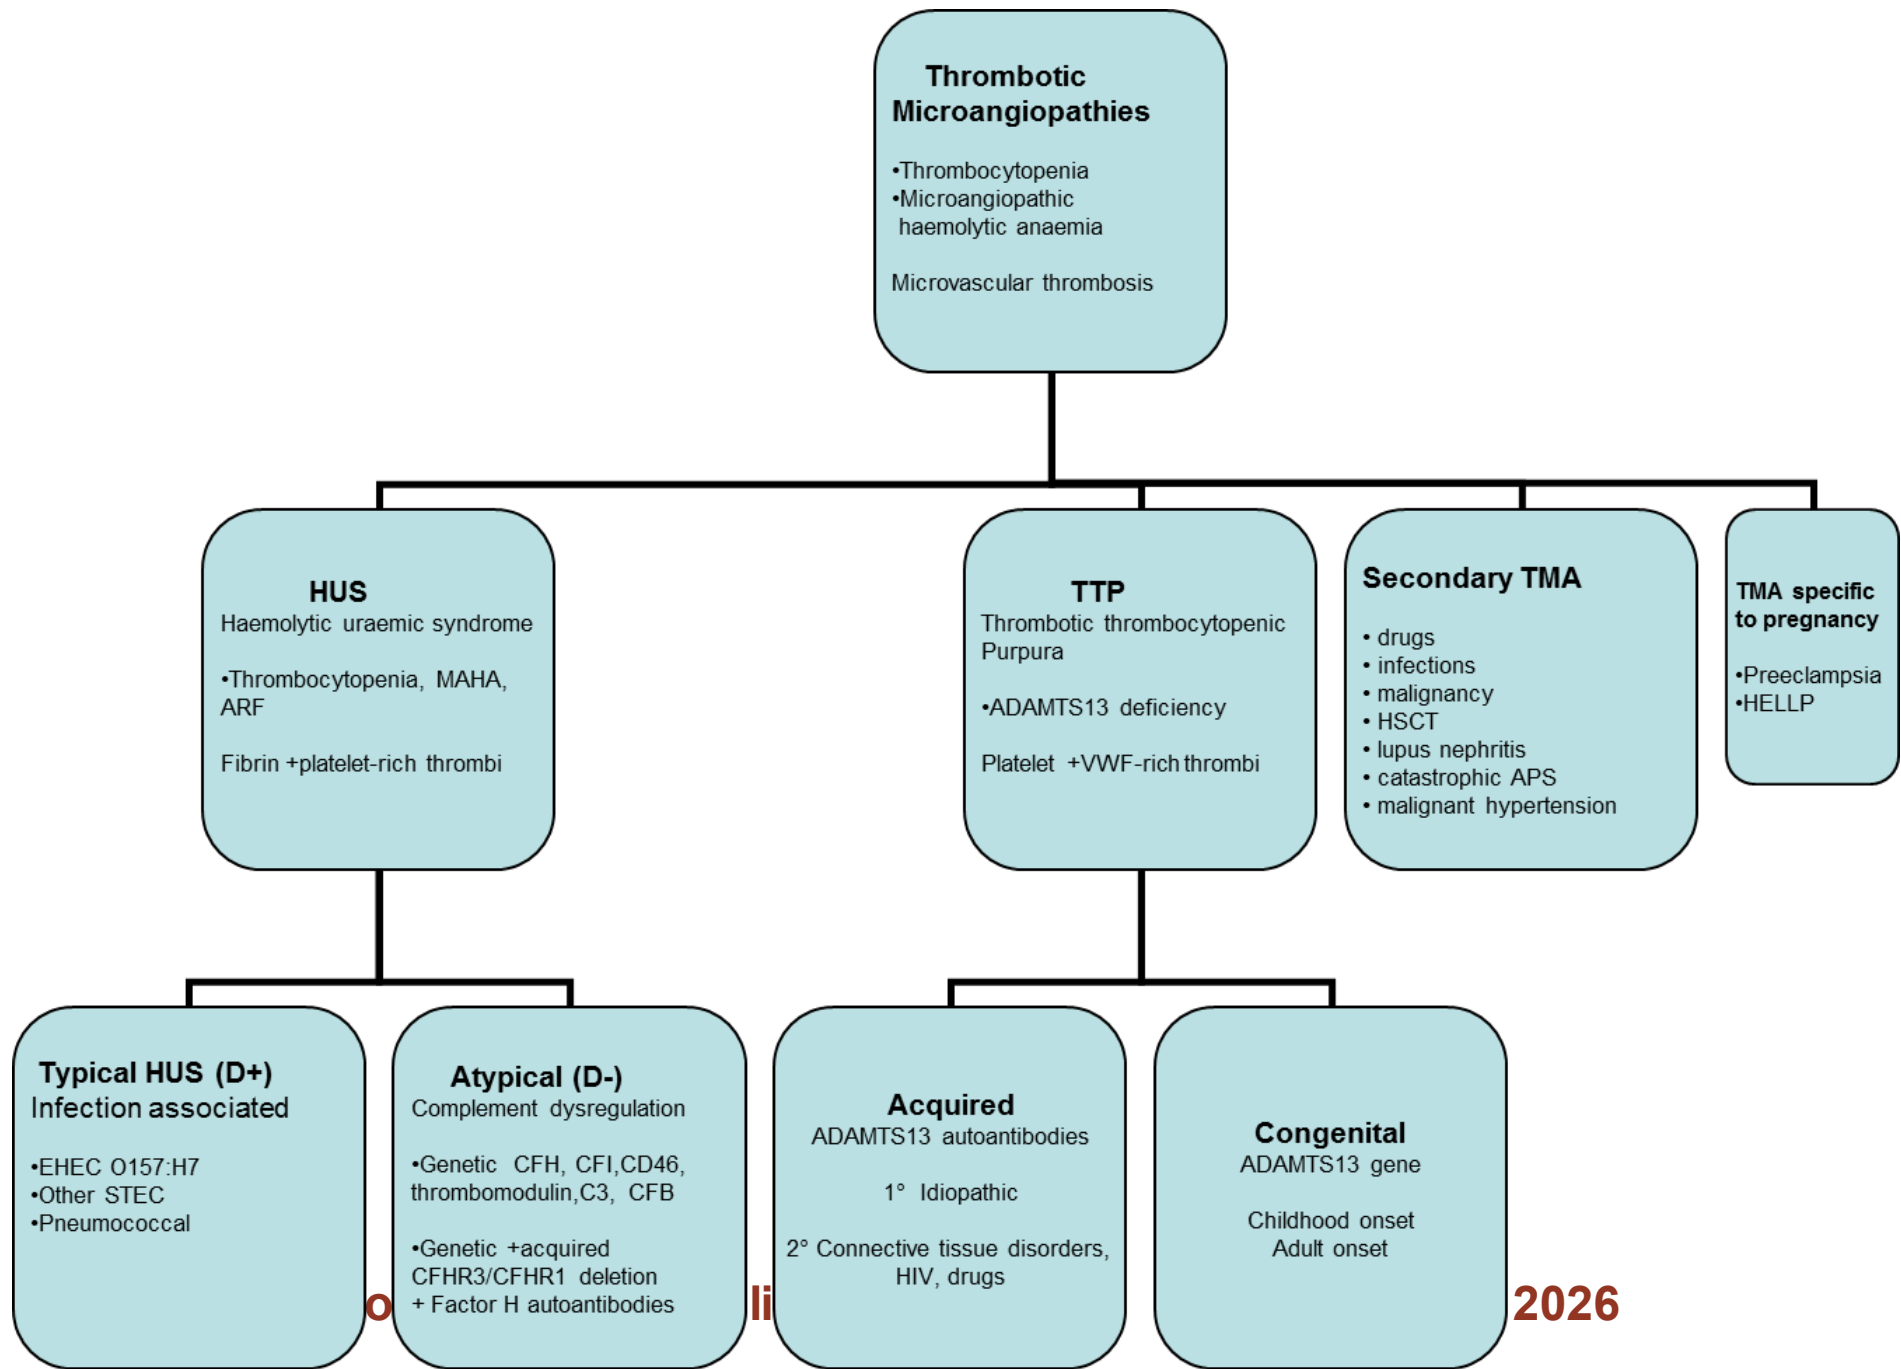 Thrombotic
Microangiopathies
•Thrombocytopenia
•Microangiopathic
haemolytic anaemia
Microvascular thrombosis
HUS
Haemolytic uraemic syndrome
•Thrombocytopenia, MAHA,
ARF
Fibrin +platelet-rich thrombi
TTP
Thrombotic thrombocytopenic
Purpura
•ADAMTS13 deficiency
Platelet +VWF-rich thrombi
Secondary TMA
• drugs
• infections
• malignancy
• HSCT
• lupus nephritis
• catastrophic APS
• malignant hypertension
TMA specific
to pregnancy
•Preeclampsia
•HELLP
Typical HUS (D+)
Infection associated
•EHEC O157:H7
•Other STEC
•Pneumococcal
Atypical (D-)
Complement dysregulation
•Genetic CFH, CFI,CD46,
thrombomodulin,C3, CFB
•Genetic +acquired
CFHR3/CFHR1 deletion
+ Factor H autoantibodies
Acquired
ADAMTS13 autoantibodies
1° Idiopathic
2° Connective tissue disorders,
HIV, drugs
Congenital
ADAMTS13 gene
Childhood onset
Adult onset
2026